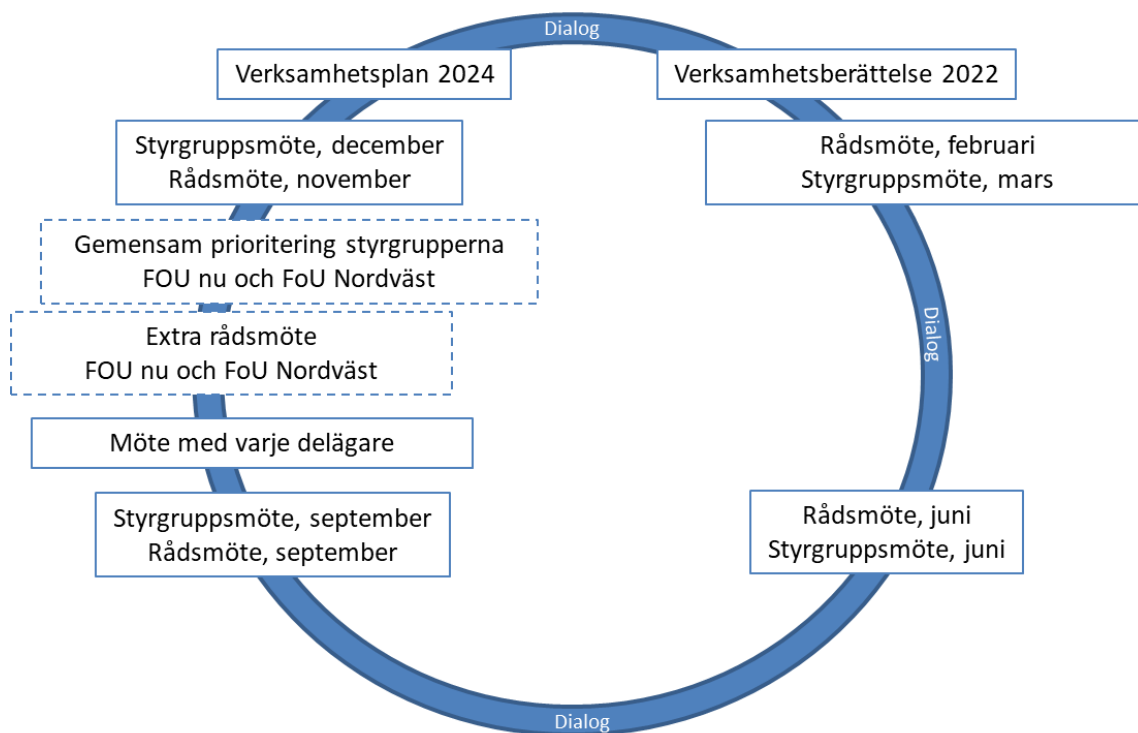 Dialog
Verksamhetsplan 2024
Verksamhetsberättelse 2022
Styrgruppsmöte, december
Rådsmöte, november
Rådsmöte, februari
Styrgruppsmöte, mars
Gemensam prioritering styrgrupperna
FOU nu och FoU Nordväst
Extra rådsmöte
FOU nu och FoU Nordväst
Dialog
Möte med varje delägare
Styrgruppsmöte, september
Rådsmöte, september
Rådsmöte, juni
Styrgruppsmöte, juni
Dialog